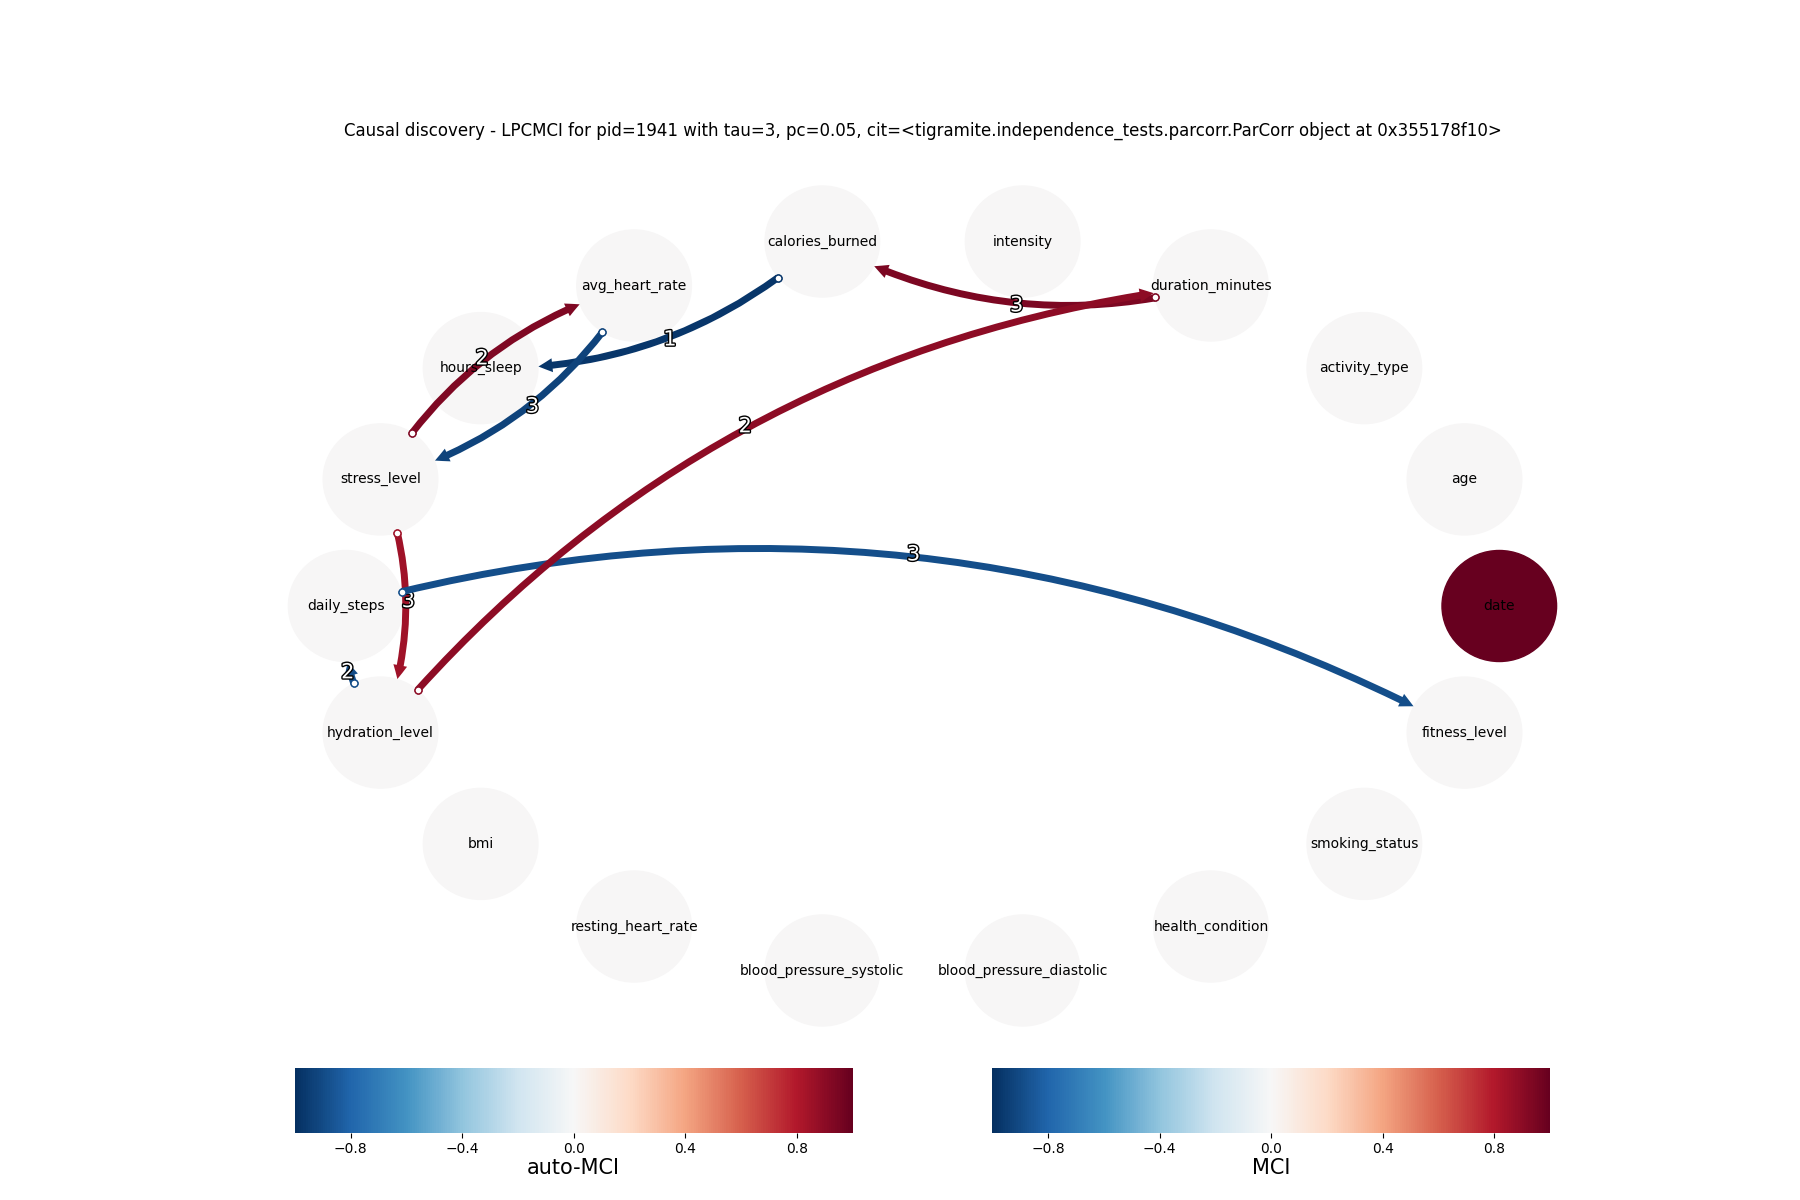 Causal discovery - LPCMCI for pid=1941 with tau=3, pc=0.05, cit=<tigramite.independence_tests.parcorr.ParCorr object at 0x355178f10>
calories_burned
intensity
avg_heart_rate
duration_minutes
3
1
2
hours_sleep
activity_type
3
2
stress_level
age
3
3
daily_steps
date
2
hydration_level
fitness_level
bmi
smoking_status
resting_heart_rate
health_condition
blood_pressure_systolic
blood_pressure_diastolic
−0.8 −0.4 0.0 0.4 0.8
auto-MCI
−0.8 −0.4 0.0 0.4 0.8
MCI